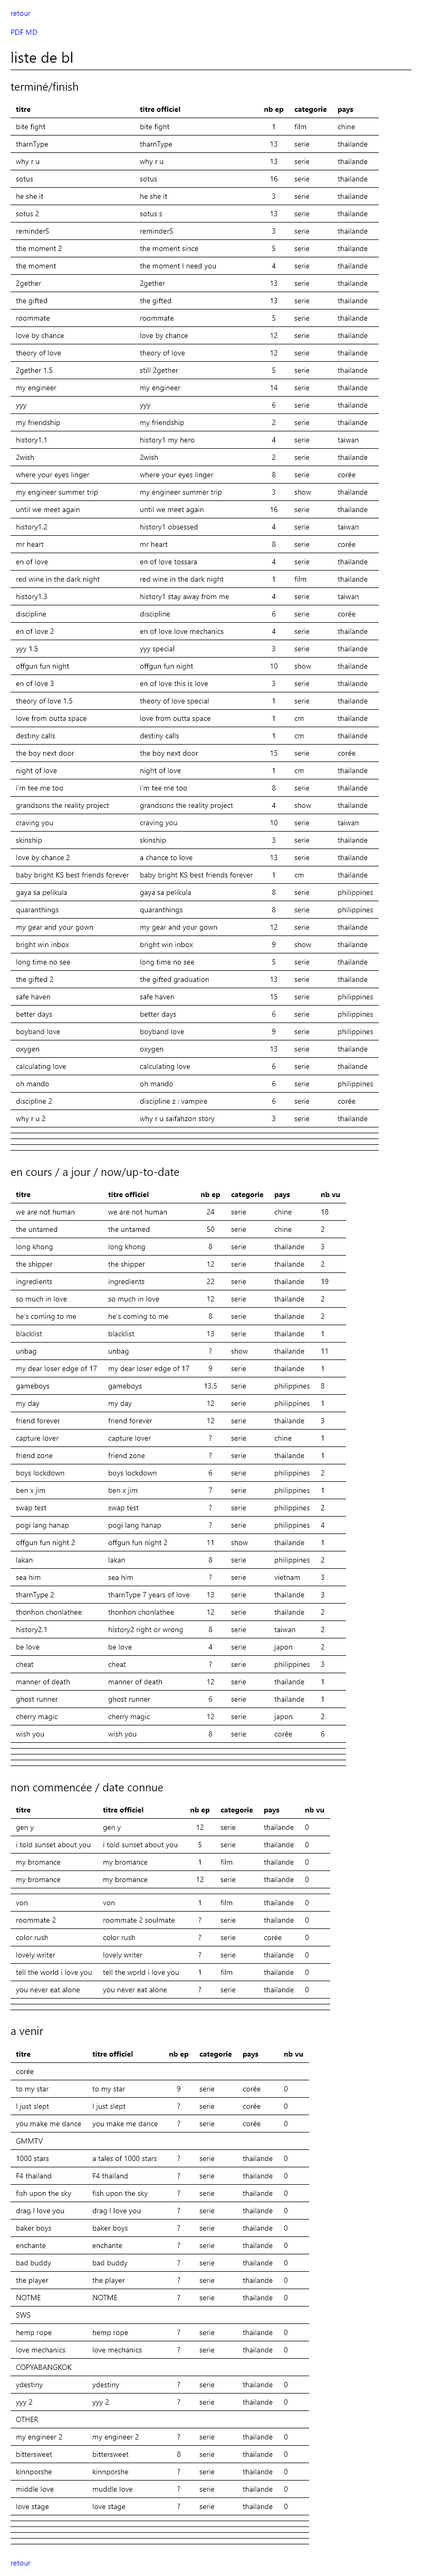 retour
PDF MD
liste de bl
terminé/finish
titre titre officiel nb ep categorie pays
bite fight bite fight 1 film chine
tharnType tharnType 13 serie thailande
why r u why r u 13 serie thailande
sotus sotus 16 serie thailande
he she it he she it 3 serie thailande
sotus 2 sotus s 13 serie thailande
reminderS reminderS 3 serie thailande
the moment 2 the moment since 5 serie thailande
the moment the moment I need you 4 serie thailande
2gether 2gether 13 serie thailande
the gifted the gifted 13 serie thailande
roommate roommate 5 serie thailande
love by chance love by chance 12 serie thailande
theory of love theory of love 12 serie thailande
2gether 1.5 still 2gether 5 serie thailande
my engineer my engineer 14 serie thailande
yyy yyy 6 serie thailande
my friendship my friendship 2 serie thailande
history1.1 history1 my hero 4 serie taiwan
2wish 2wish 2 serie thailande
where your eyes linger where your eyes linger 8 serie corée
my engineer summer trip my engineer summer trip 3 show thailande
until we meet again until we meet again 16 serie thailande
history1.2 history1 obsessed 4 serie taiwan
mr heart mr heart 8 serie corée
en of love en of love tossara 4 serie thailande
red wine in the dark night red wine in the dark night 1 film thailande
history1.3 history1 stay away from me 4 serie taiwan
discipline discipline 6 serie corée
en of love 2 en of love love mechanics 4 serie thailande
yyy 1.5 yyy special 3 serie thailande
offgun fun night offgun fun night 10 show thailande
en of love 3 en of love this is love 3 serie thailande
theory of love 1.5 theory of love special 1 serie thailande
love from outta space love from outta space 1 cm thailande
destiny calls destiny calls 1 cm thailande
the boy next door the boy next door 15 serie corée
night of love night of love 1 cm thailande
i'm tee me too i'm tee me too 8 serie thailande
grandsons the reality project grandsons the reality project 4 show thailande
craving you craving you 10 serie taiwan
skinship skinship 3 serie thailande
love by chance 2 a chance to love 13 serie thailande
baby bright KS best friends forever baby bright KS best friends forever 1 cm thailande
gaya sa pelikula gaya sa pelikula 8 serie philippines
quaranthings quaranthings 8 serie philippines
my gear and your gown my gear and your gown 12 serie thailande
bright win inbox bright win inbox 9 show thailande
long time no see long time no see 5 serie thailande
the gifted 2 the gifted graduation 13 serie thailande
safe haven safe haven 15 serie philippines
better days better days 6 serie philippines
boyband love boyband love 9 serie philippines
oxygen oxygen 13 serie thailande
calculating love calculating love 6 serie thailande
oh mando oh mando 6 serie philippines
discipline 2 discipline z : vampire 6 serie corée
why r u 2 why r u saifahzon story 3 serie thailande
en cours / a jour / now/up-to-date
titre titre officiel nb ep categorie pays nb vu
we are not human we are not human 24 serie chine 18
the untamed the untamed 50 serie chine 2
long khong long khong 8 serie thailande 3
the shipper the shipper 12 serie thailande 2
ingredients ingredients 22 serie thailande 19
so much in love so much in love 12 serie thailande 2
he's coming to me he's coming to me 8 serie thailande 2
blacklist blacklist 13 serie thailande 1
unbag unbag ? show thailande 11
my dear loser edge of 17 my dear loser edge of 17 9 serie thailande 1
gameboys gameboys 13.5 serie philippines 8
my day my day 12 serie philippines 1
friend forever friend forever 12 serie thailande 3
capture lover capture lover ? serie chine 1
friend zone friend zone ? serie thailande 1
boys lockdown boys lockdown 6 serie philippines 2
ben x jim ben x jim 7 serie philippines 1
swap test swap test ? serie philippines 2
pogi lang hanap pogi lang hanap ? serie philippines 4
offgun fun night 2 offgun fun night 11 show thailande 1
lakan lakan 8 serie philippines 2
sea him sea him ? serie vietnam 3
tharnType 2 tharnType 7 years of love 13 serie thailande 3
thonhon chonlathee thonhon chonlathee 12 serie thailande 2
history2.1 history2 right or wrong 8 serie taiwan 2
be love be love 4 serie japon 2
cheat cheat ? serie philippines 3
manner of death manner of death 12 serie thailande 1
ghost runner ghost runner 6 serie thailande 1
cherry magic cherry magic 12 serie japon 2
wish you wish you 8 serie corée 6
non commencée / date connue
titre titre officiel nb ep categorie pays nb vu
gen y gen y 12 serie thailande 0
i told sunset about you i told sunset about you 5 serie thailande 0
my bromance my bromance 1 film thailande 0
my bromance my bromance 12 serie thailande 0
von von 1 film thailande 0
roommate 2 roommate 2 soulmate ? serie thailande 0
color rush color rush ? serie corée 0
lovely writer lovely writer ? serie thailande 0
tell the world i love you tell the world i love you 1 film thailande 0
you never eat alone you never eat alone ? serie thailande 0
a venir
titre titre officiel nb ep categorie pays nb vu
corée
to my star to my star 9 serie corée 0
I just slept I just slept ? serie corée 0
you make me dance you make me dance ? serie corée 0
GMMTV
1000 stars a tales of 1000 stars ? serie thailande 0
F4 thailand F4 thailand ? serie thailande 0
fish upon the sky fish upon the sky ? serie thailande 0
drag I love you drag I love you ? serie thailande 0
baker boys baker boys ? serie thailande 0
enchante enchante ? serie thailande 0
bad buddy bad buddy ? serie thailande 0
the player the player ? serie thailande 0
NOTME NOTME ? serie thailande 0
SWS
hemp rope hemp rope ? serie thailande 0
love mechanics love mechanics ? serie thailande 0
COPYABANGKOK
ydestiny ydestiny ? serie thailande 0
yyy 2 yyy 2 ? serie thailande 0
OTHER
my engineer 2 my engineer 2 ? serie thailande 0
bittersweet bittersweet 8 serie thailande 0
kinnporshe kinnporshe ? serie thailande 0
middle love muddle love ? serie thailande 0
love stage love stage ? serie thailande 0
retour